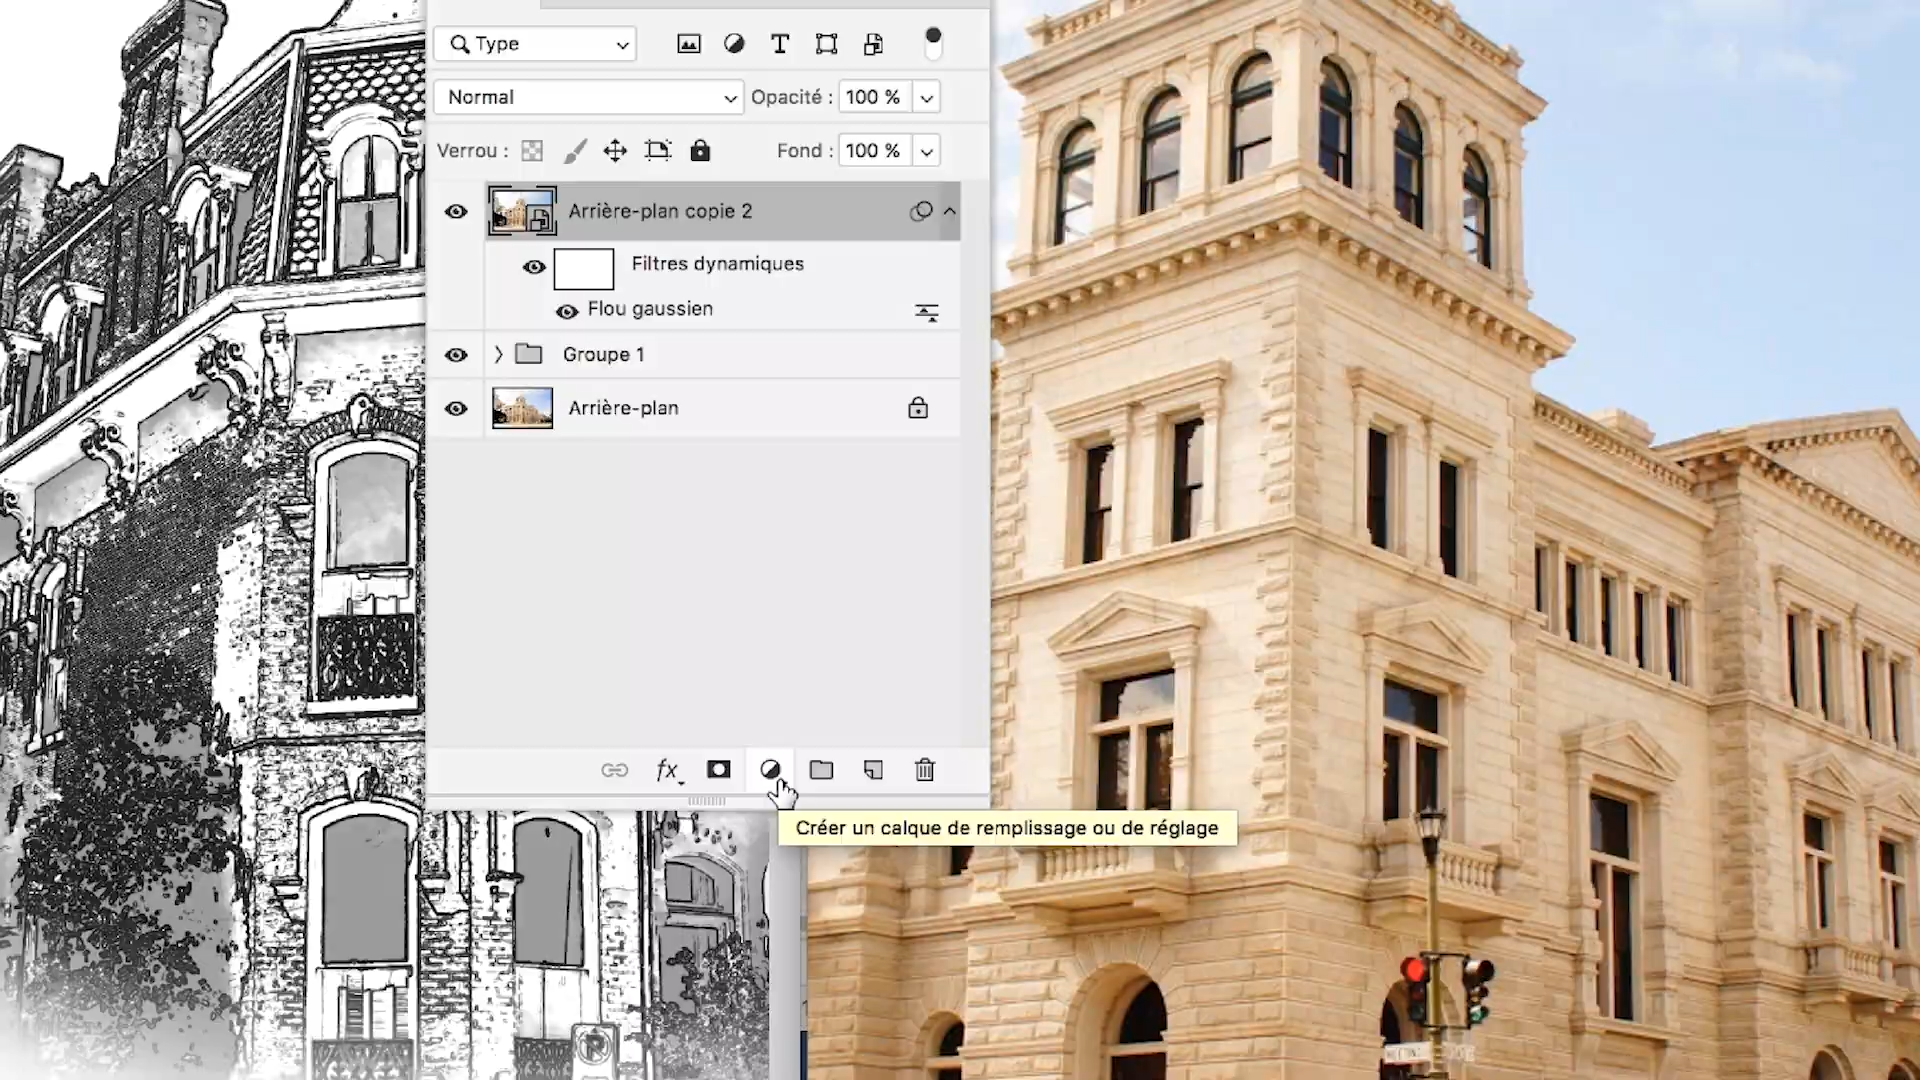 Type
Normal
Opacité : 100 %
Verrou :
Fond : 100 %
Arrière-plan copie 2
Filtres dynamiques
Flou gaussien
Groupe 1
Arrière-plan
fx
Créer un calque de remplissage ou de réglage